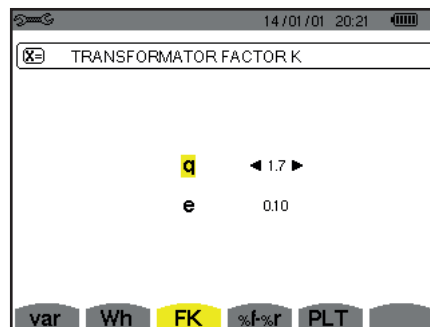 14/01/01 20:21
X= TRANSFORMATOR FACTOR K
q 1.7
e 0.10
var Wh FK %f-%r PLT